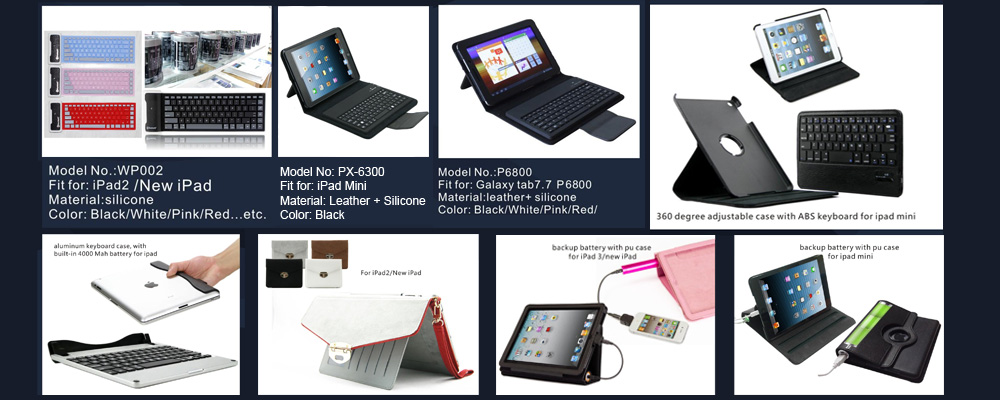 Model No.:WP002
Fit for: iPad2 /New iPad
Material:silicone
Color: Black/White/Pink/Red...etc.
Model No: PX-6300
Fit for: iPad Mini
Material: Leather + Silicone
Color: Black
Model No.:P6800
Fit for: Galaxy tab7.7 P6800
Material:leather+ silicone
Color: Black/White/Pink/Red/
360 degree adjustable case with ABS keyboard for ipad mini
aluminum keyboard case, with
built-in 4000 Mah battery for ipad
For iPad2/New iPad
backup battery with pu case
for iPad 3/new iPad
backup battery with pu case
for ipad mini